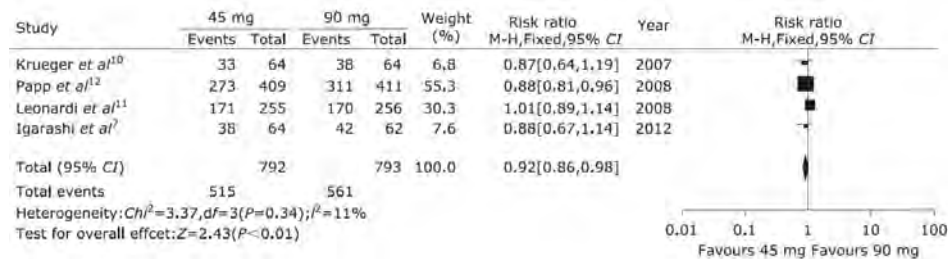 Study 45 mg 90 mg Weight (%) Risk ratio M-H,Fixed,95% CI Year Risk ratio M-H,Fixed,95% CI
Events Total Events Total
Krueger et al10 33 64 38 64 6.8 0.87[0.64,1.19] 2007
Papp et al12 273 409 311 411 55.3 0.88[0.81,0.96] 2008
Leonardi et al11 171 255 170 256 30.3 1.01[0.89,1.14] 2008
Igarashi et al7 38 64 42 62 7.6 0.88[0.67,1.14] 2012
Total (95% CI) 792 793 100.0 0.92[0.86,0.98]
Total events 515 561
Heterogeneity:Chi2=3.37,df=3(P=0.34);I2=11%
Test for overall effcet:Z=2.43(P<0.01)
0.01 0.1 1 10 100
Favours 45 mg Favours 90 mg